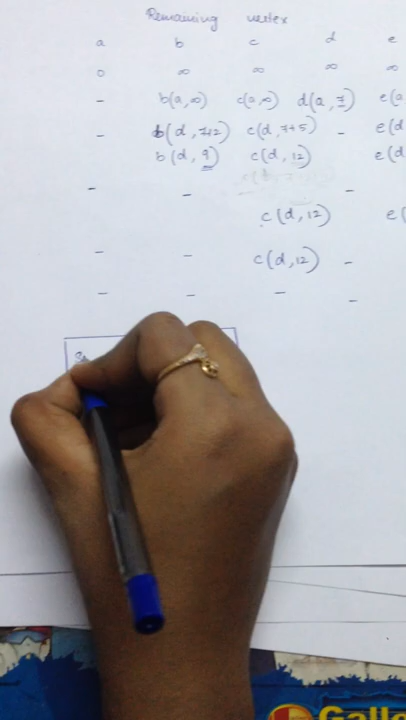 Remaining vertex
a b c d e
0 ∞ ∞ ∞ ∞
- b(a,∞) c(a,∞) d(a,7) e(a
- b(d,7+2) c(d,7+5) - e(d
b(d,9) c(d,12) e(d
- - -
c(d,12) e(
- - c(d,12) -
- - - -